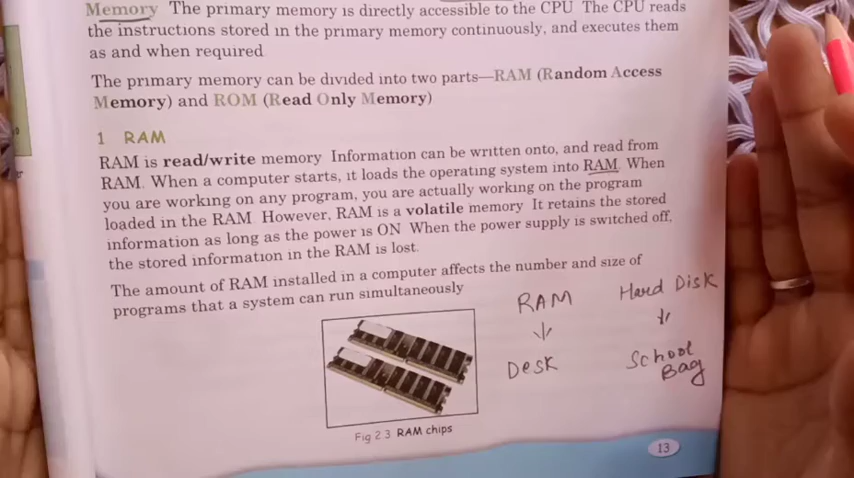 Memory The primary memory is directly accessible to the CPU The CPU reads
the instructions stored in the primary memory continuously, and executes them
as and when required
The primary memory can be divided into two parts—RAM (Random Access
Memory) and ROM (Read Only Memory)
1 RAM
RAM is read/write memory Information can be written onto, and read from
RAM. When a computer starts, it loads the operating system into RAM. When
you are working on any program, you are actually working on the program
loaded in the RAM However, RAM is a volatile memory It retains the stored
information as long as the power is ON When the power supply is switched off,
the stored information in the RAM is lost.
The amount of RAM installed in a computer affects the number and size of
programs that a system can run simultaneously
RAM Hard Disk
Desk School
Bag
Fig 2 3 RAM chips
13